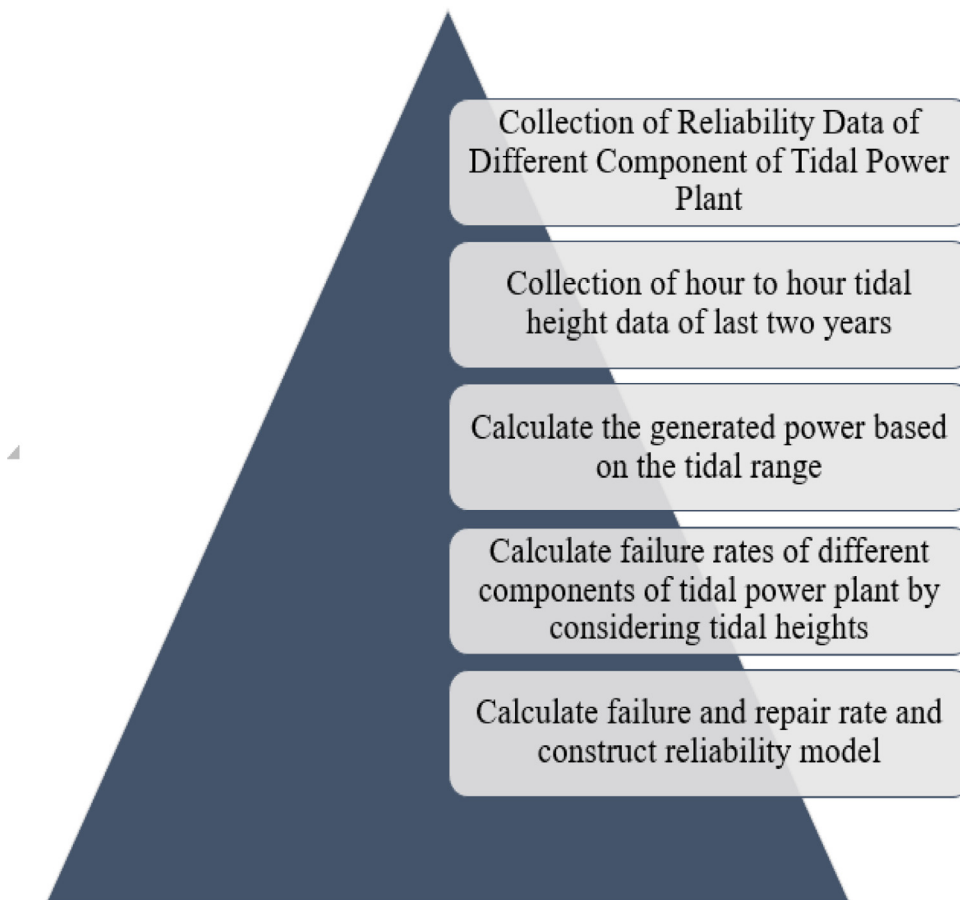 Collection of Reliability Data of
Different Component of Tidal Power
Plant
Collection of hour to hour tidal
height data of last two years
Calculate the generated power based
on the tidal range
Calculate failure rates of different
components of tidal power plant by
considering tidal heights
Calculate failure and repair rate and
construct reliability model